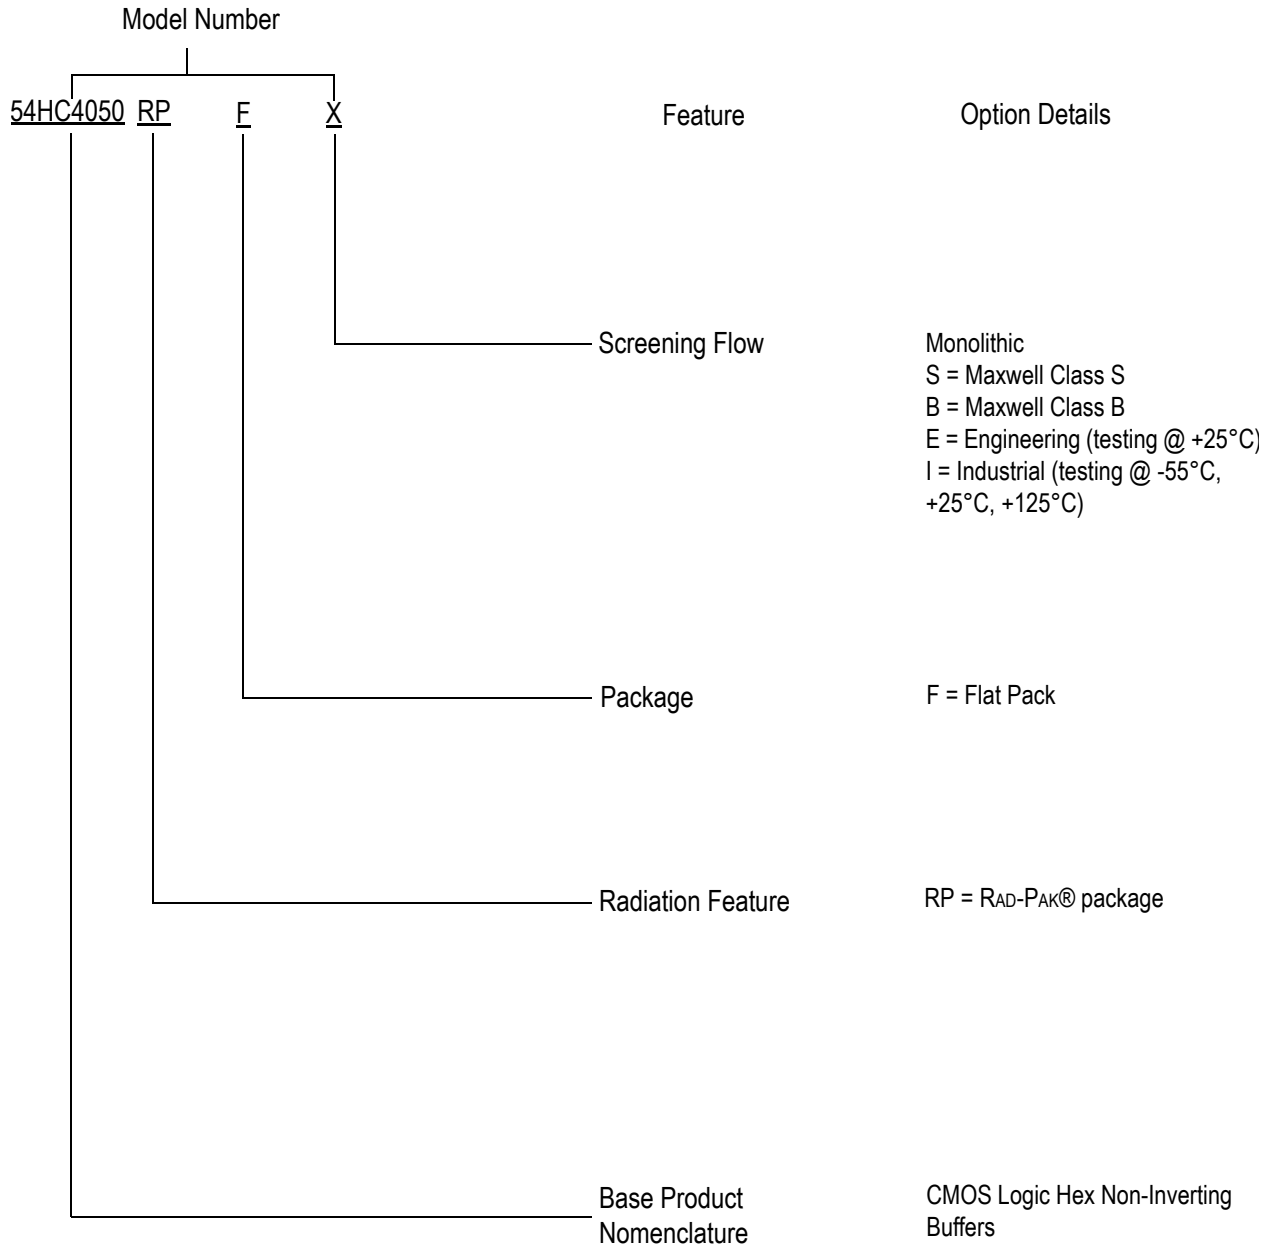 Model Number
54HC4050 RP F X
Feature
Option Details
Screening Flow
Monolithic
S = Maxwell Class S
B = Maxwell Class B
E = Engineering (testing @ +25°C)
I = Industrial (testing @ -55°C,
+25°C, +125°C)
Package
F = Flat Pack
Radiation Feature
RP = RAD-PAK® package
Base Product
Nomenclature
CMOS Logic Hex Non-Inverting
Buffers